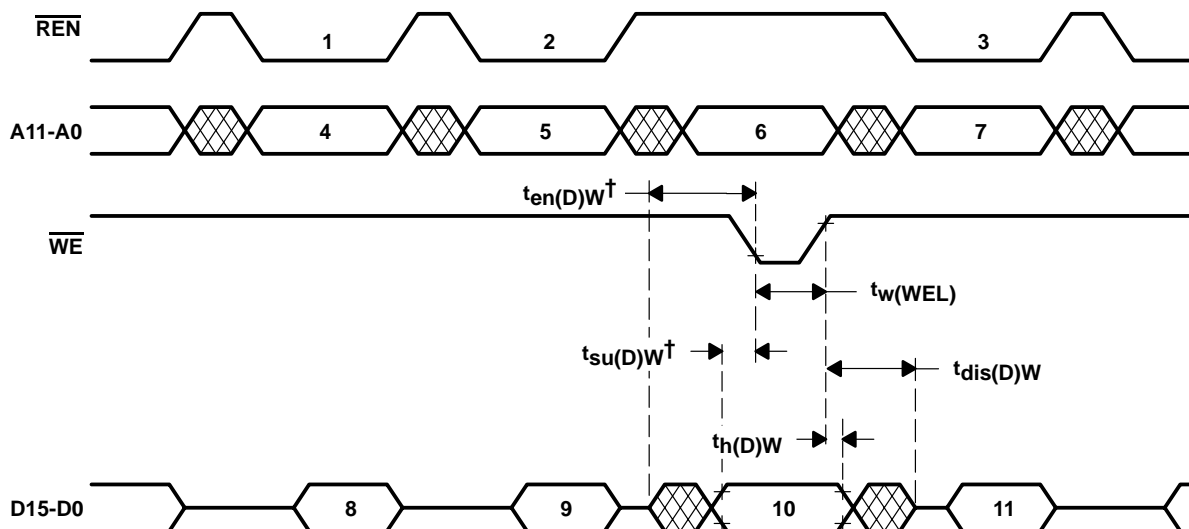 REN
1 2 3
A11-A0
4 5 6 7
ten(D)W†
WE
tw(WEL)
tsu(D)W†
tdis(D)W
th(D)W
D15-D0
8 9 10 11